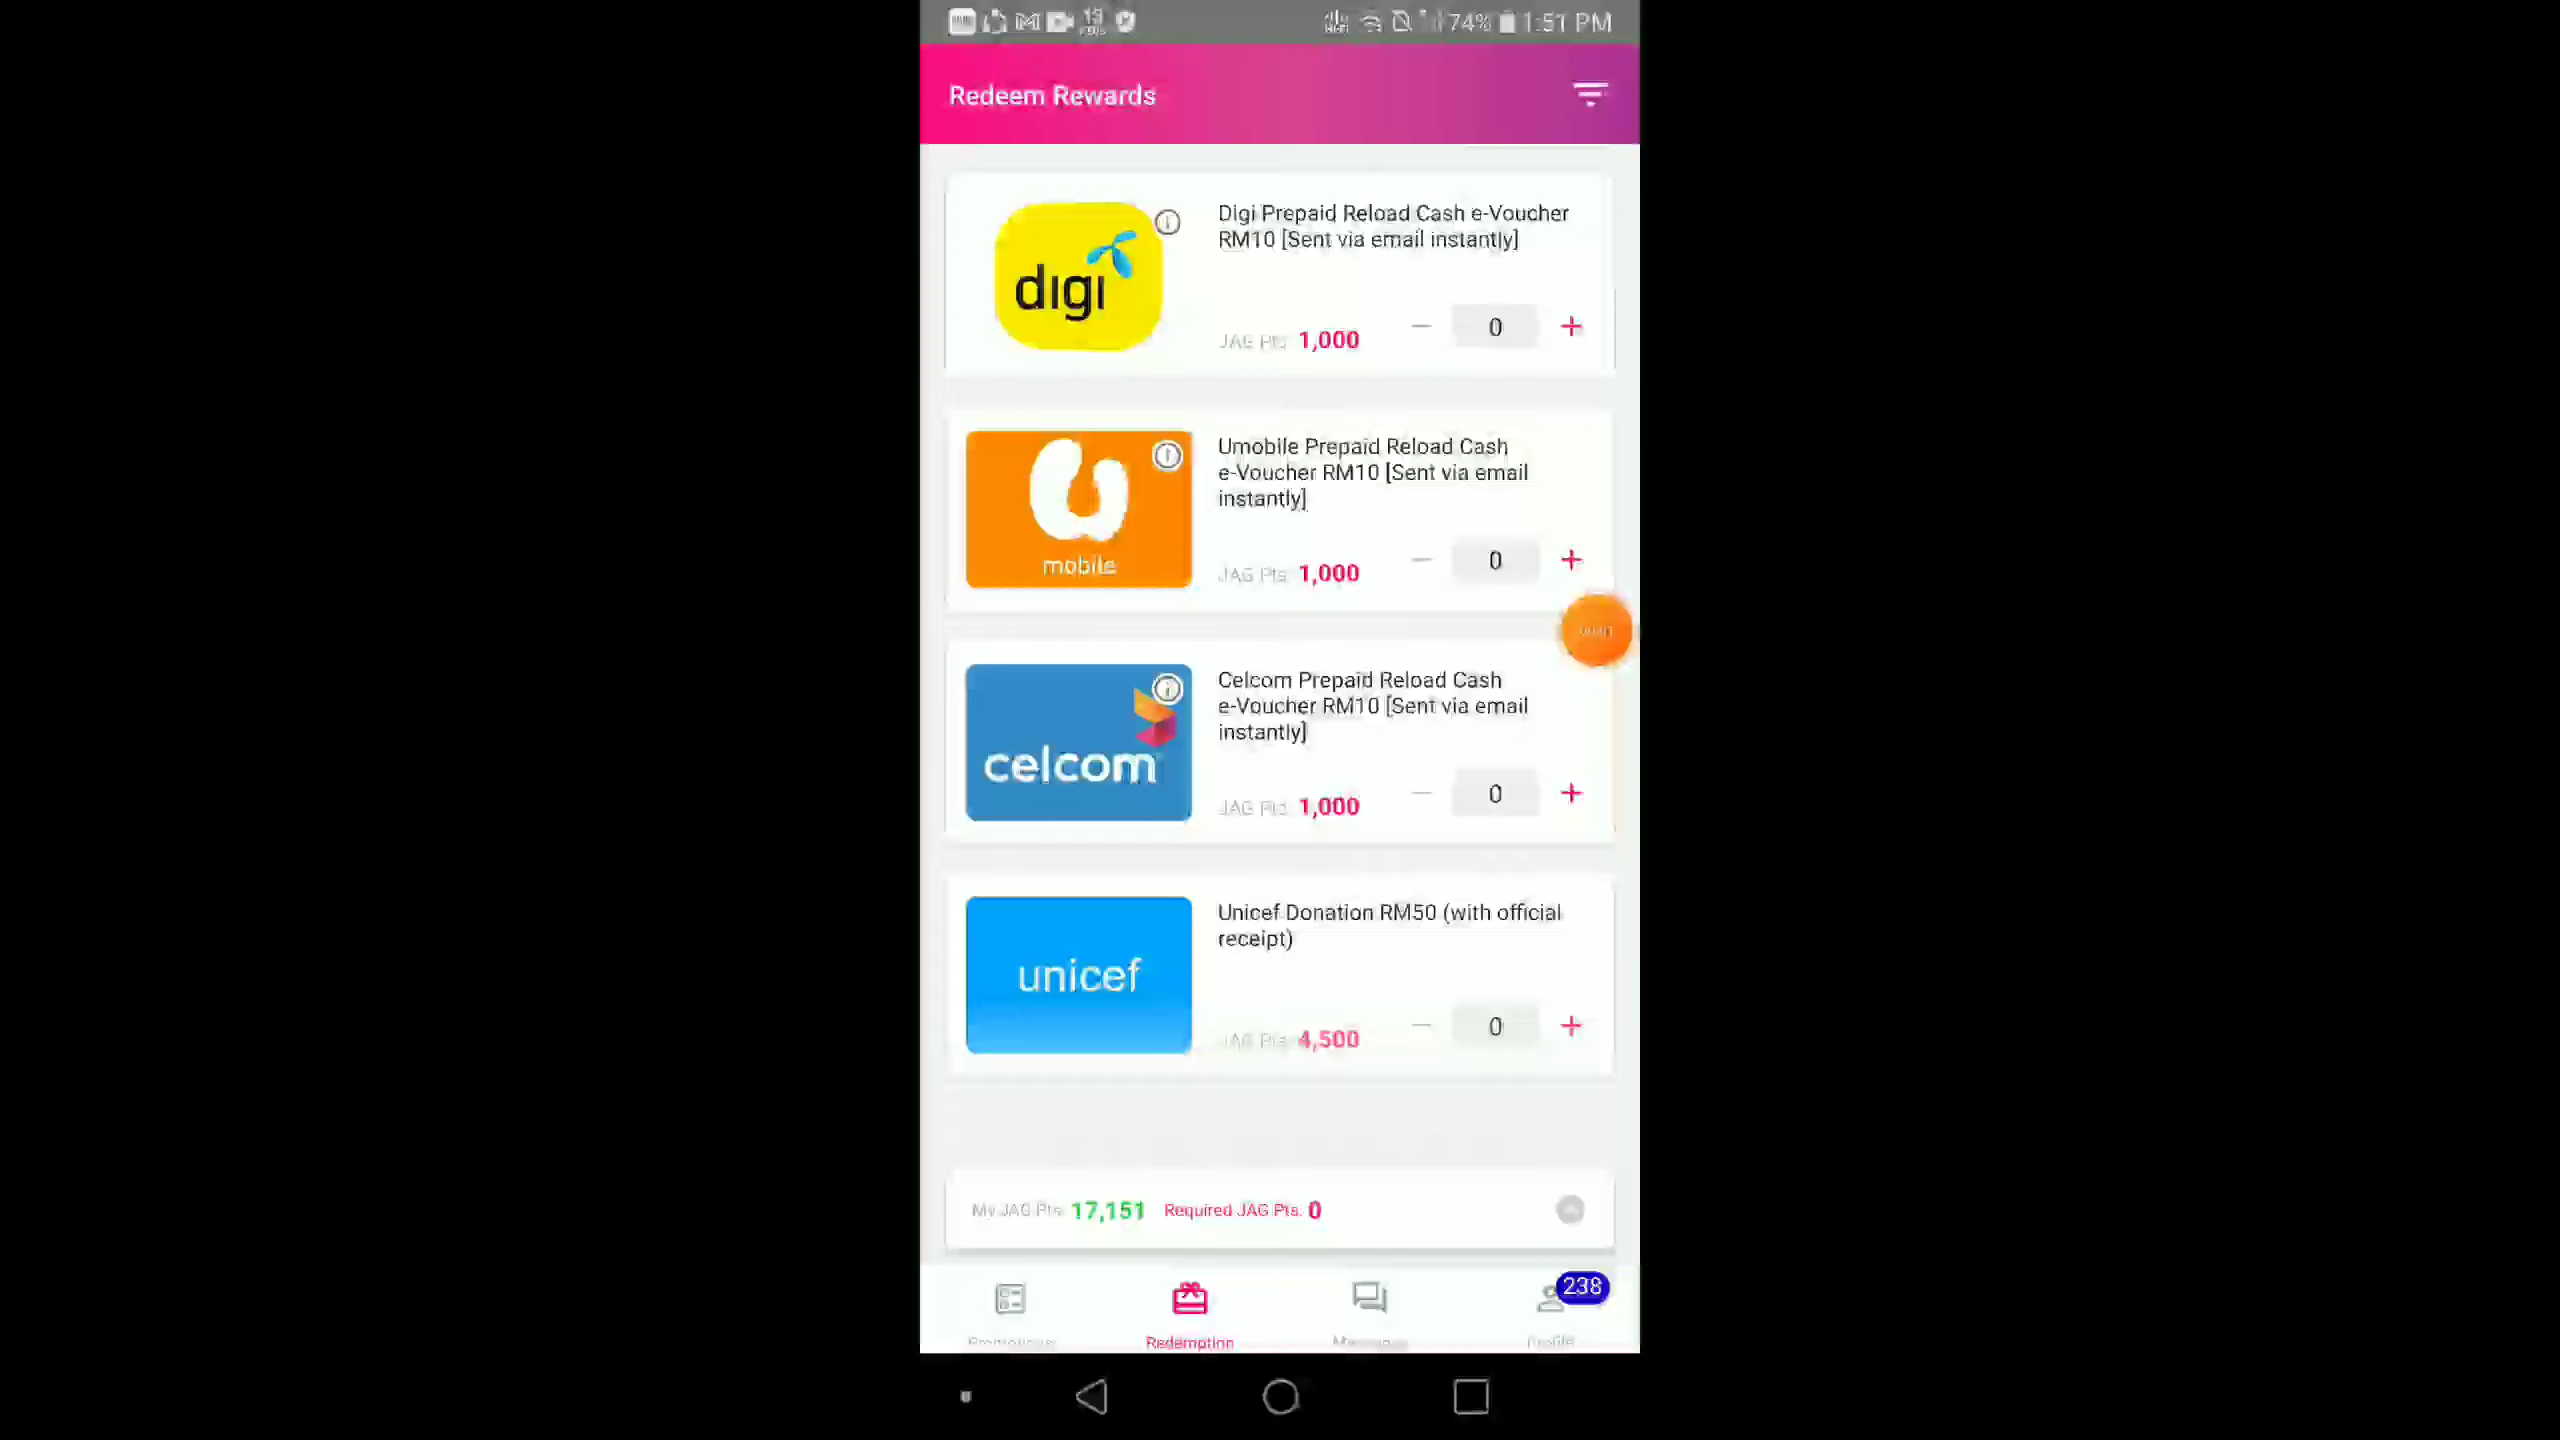 74% 1:51 PM
Redeem Rewards
digi
Digi Prepaid Reload Cash e-Voucher
RM10 [Sent via email instantly]
JAG Pts. 1,000
0
mobile
Umobile Prepaid Reload Cash
e-Voucher RM10 [Sent via email
instantly]
JAG Pts. 1,000
0
celcom
Celcom Prepaid Reload Cash
e-Voucher RM10 [Sent via email
instantly]
JAG Pts. 1,000
0
unicef
Unicef Donation RM50 (with official
receipt)
JAG Pts. 4,500
0
My JAG Pts. 17,151 Required JAG Pts. 0
238
Redemption
Profile